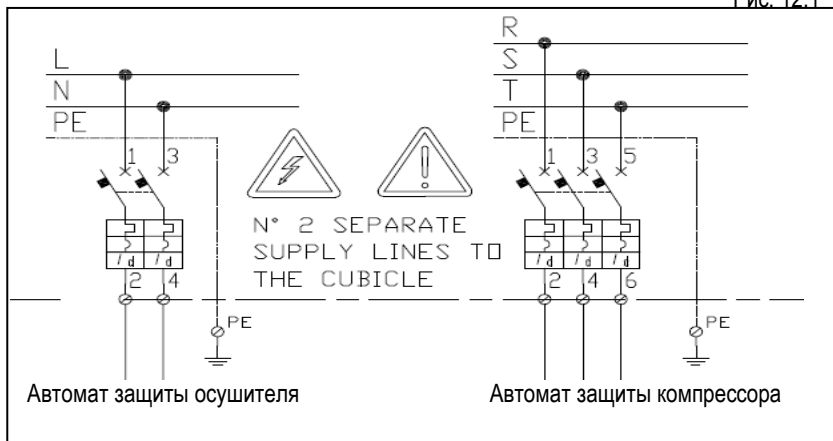 Рис. 12.1
L
N
PE
1 3
/d /d
2 4
PE
N° 2 SEPARATE
SUPPLY LINES TO
THE CUBICLE
R
S
T
PE
1 3 5
/d /d /d
2 4 6
PE
Автомат защиты осушителя
Автомат защиты компрессора